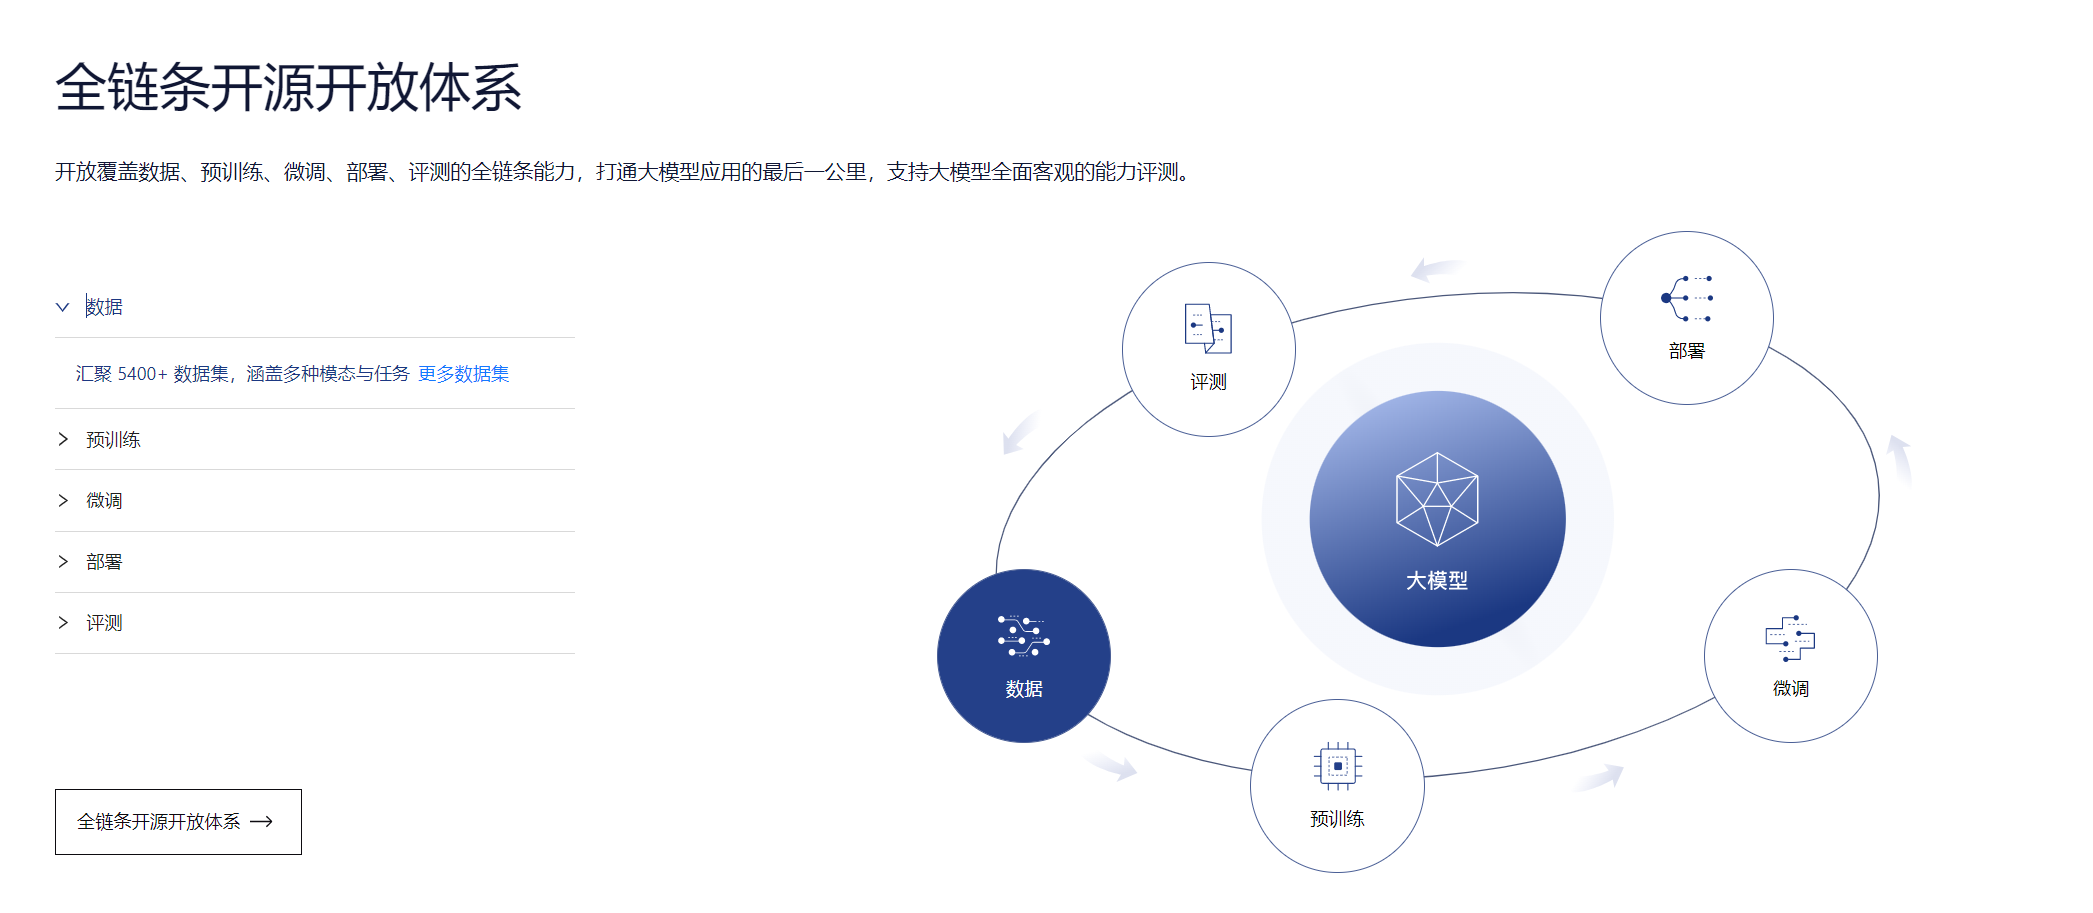 全链条开源开放体系
开放覆盖数据、预训练、微调、部署、评测的全链条能力，打通大模型应用的最后一公里，支持大模型全面客观的能力评测。
数据
汇聚 5400+ 数据集，涵盖多种模态与任务 更多数据集
预训练
微调
部署
评测
全链条开源开放体系
部署
评测
大模型
数据
微调
预训练